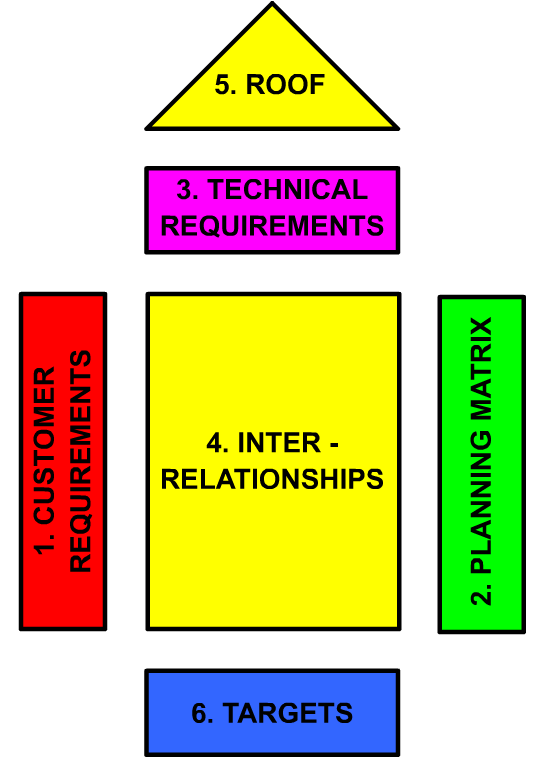 5. ROOF
3. TECHNICAL
REQUIREMENTS
1. CUSTOMER
REQUIREMENTS
4. INTER -
RELATIONSHIPS
2. PLANNING MATRIX
6. TARGETS